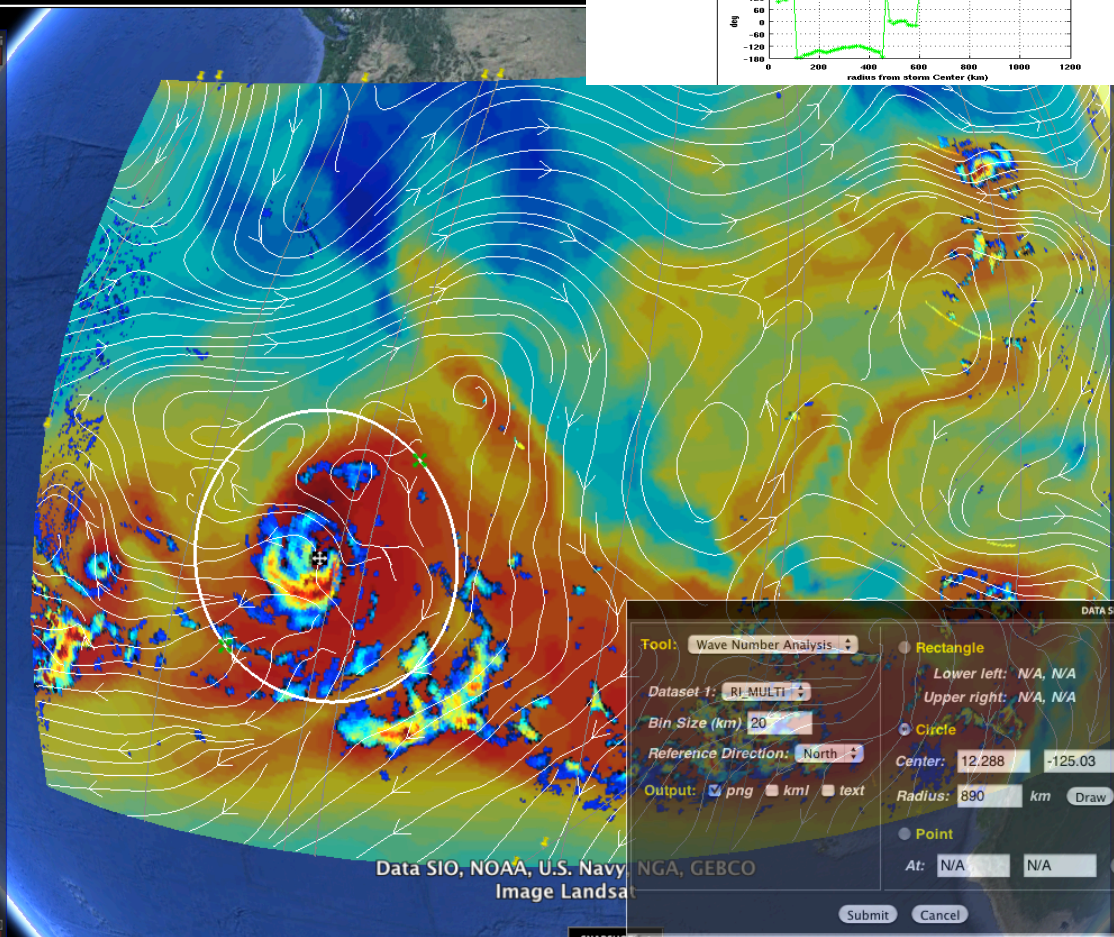 60
0
-60
-120
-180
deg
0 200 400 600 800 1000 1200
radius from storm Center (km)
DATA S
Tool: Wave Number Analysis
Dataset 1: RI_MULTI
Bin Size (km) 20
Reference Direction: North
Output: png kml text
Rectangle
Lower left: N/A, N/A
Upper right: N/A, N/A
Circle
Center: 12.288 -125.03
Radius: 890 km Draw
Point
At: N/A N/A
Submit Cancel
Data SIO, NOAA, U.S. Navy, NGA, GEBCO
Image Landsat